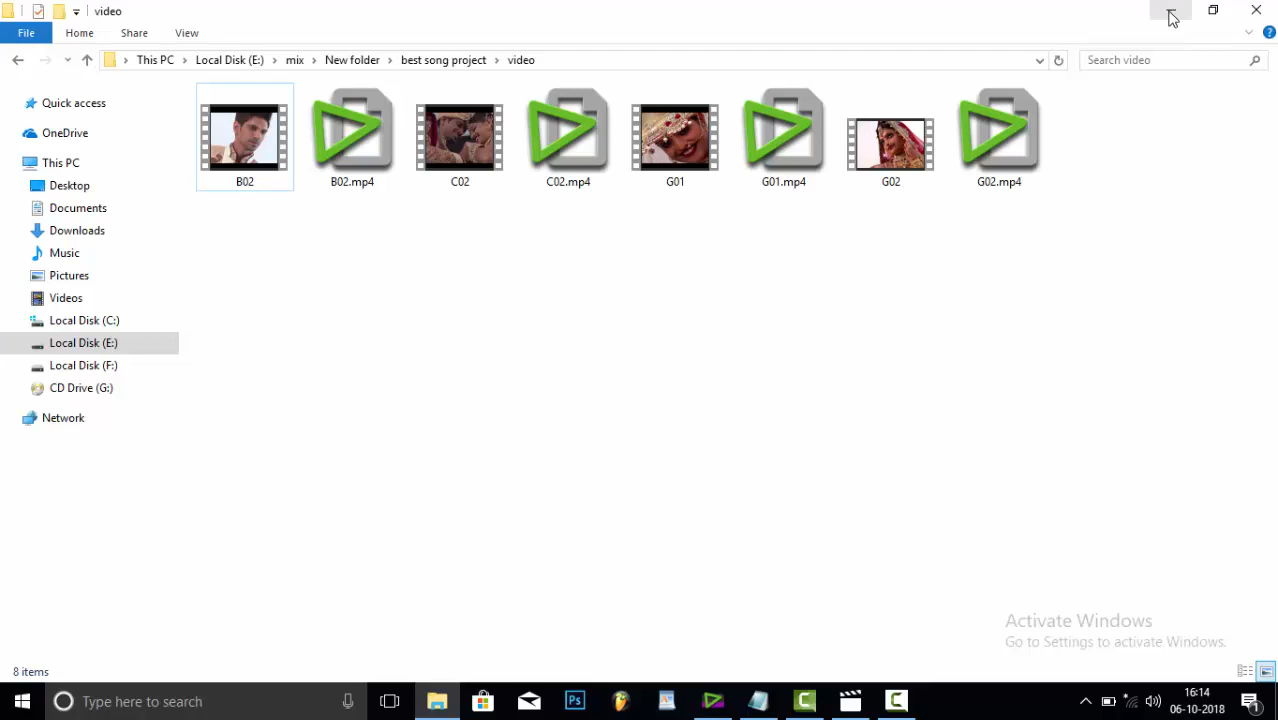 video
File Home Share View
This PC Local Disk (E:) mix New folder best song project video Search video
Quick access
OneDrive
This PC
Desktop
Documents
Downloads
Music
Pictures
Videos
Local Disk (C:)
Local Disk (E:)
Local Disk (F:)
CD Drive (G:)
Network
B02 B02.mp4 C02 C02.mp4 G01 G01.mp4 G02 G02.mp4
Activate Windows
Go to Settings to activate Windows.
8 items
Type here to search Ps 16:14
06-10-2018